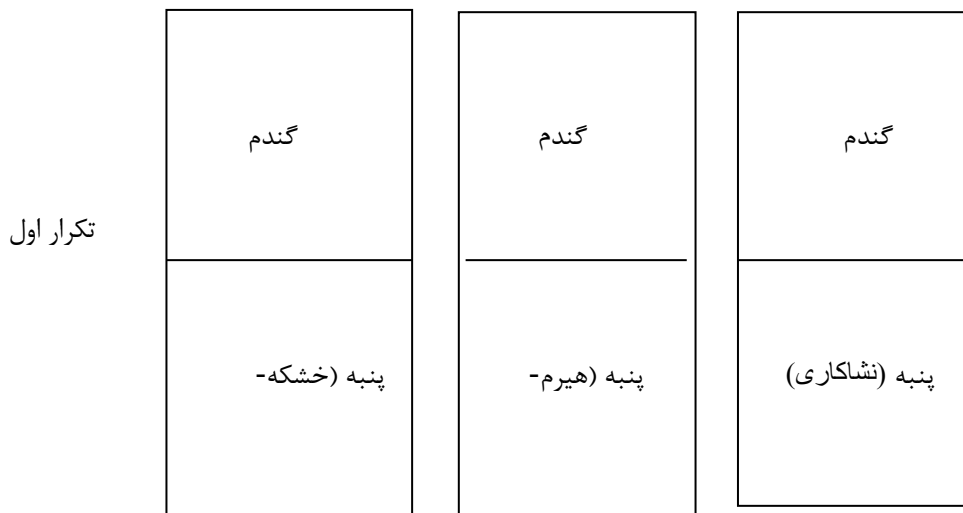 گندم
گندم
گندم
تکرار اول
پنبه (نشاکاری)
پنبه (هیرم-
پنبه (خشکه-